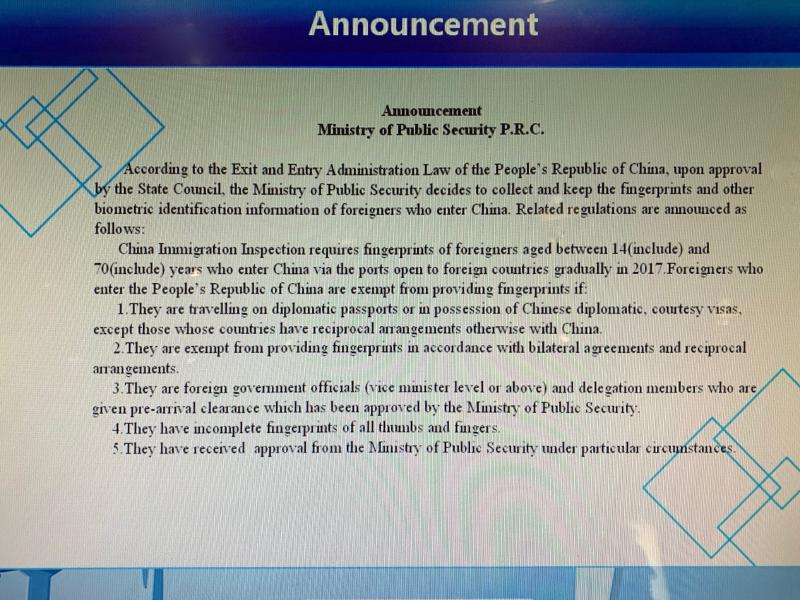 Announcement
Announcement
Ministry of Public Security P.R.C.
According to the Exit and Entry Administration Law of the People's Republic of China, upon approval
by the State Council, the Ministry of Public Security decides to collect and keep the fingerprints and other
biometric identification information of foreigners who enter China. Related regulations are announced as
follows:
China Immigration Inspection requires fingerprints of foreigners aged between 14(include) and
70(include) years who enter China via the ports open to foreign countries gradually in 2017.Foreigners who
enter the People's Republic of China are exempt from providing fingerprints if:
1.They are travelling on diplomatic passports or in possession of Chinese diplomatic, courtesy visas,
except those whose countries have reciprocal arrangements otherwise with China.
2.They are exempt from providing fingerprints in accordance with bilateral agreements and reciprocal
arrangements.
3.They are foreign government officials (vice minister level or above) and delegation members who are
given pre-arrival clearance which has been approved by the Ministry of Public Security.
4.They have incomplete fingerprints of all thumbs and fingers.
5.They have received approval from the Ministry of Public Security under particular circumstances.